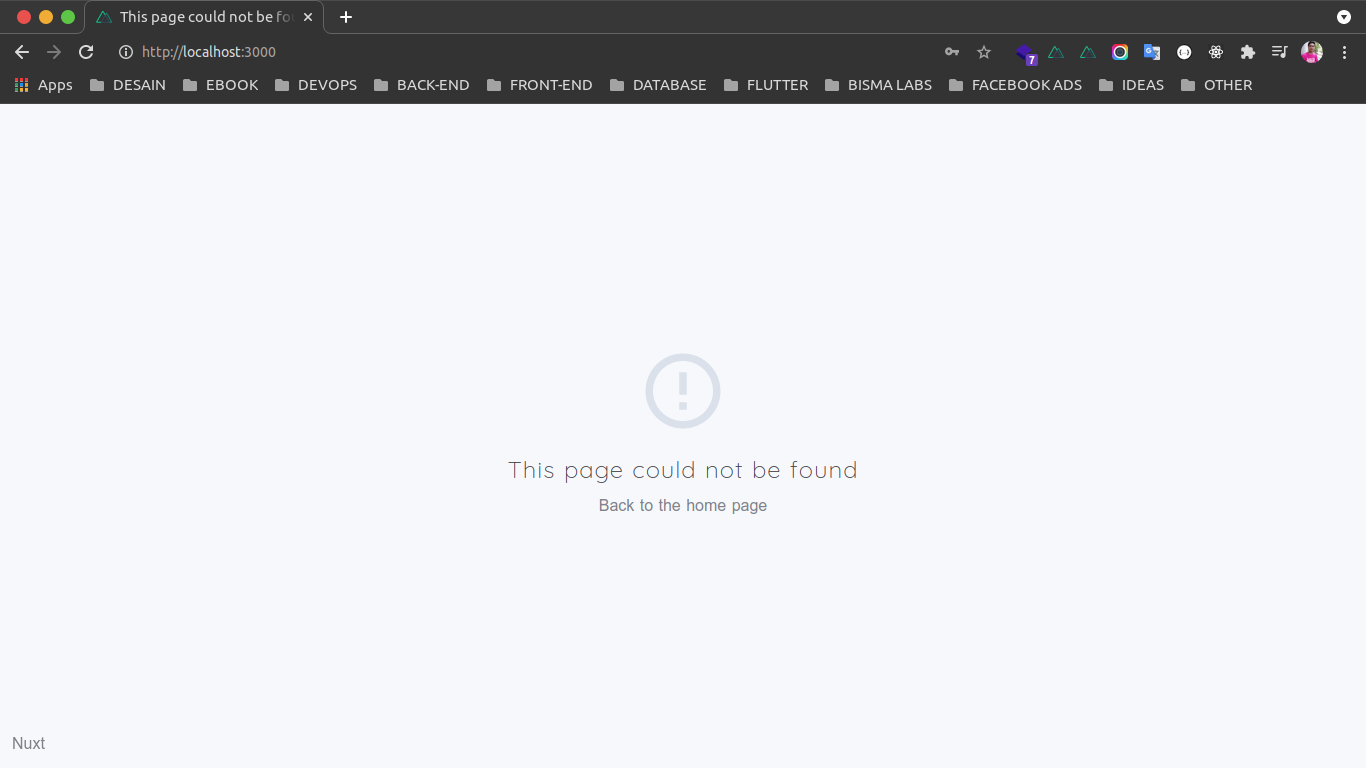 This page could not be fo
http://localhost:3000
7
Apps DESAIN EBOOK DEVOPS BACK-END FRONT-END DATABASE FLUTTER BISMA LABS FACEBOOK ADS IDEAS OTHER
This page could not be found
Back to the home page
Nuxt